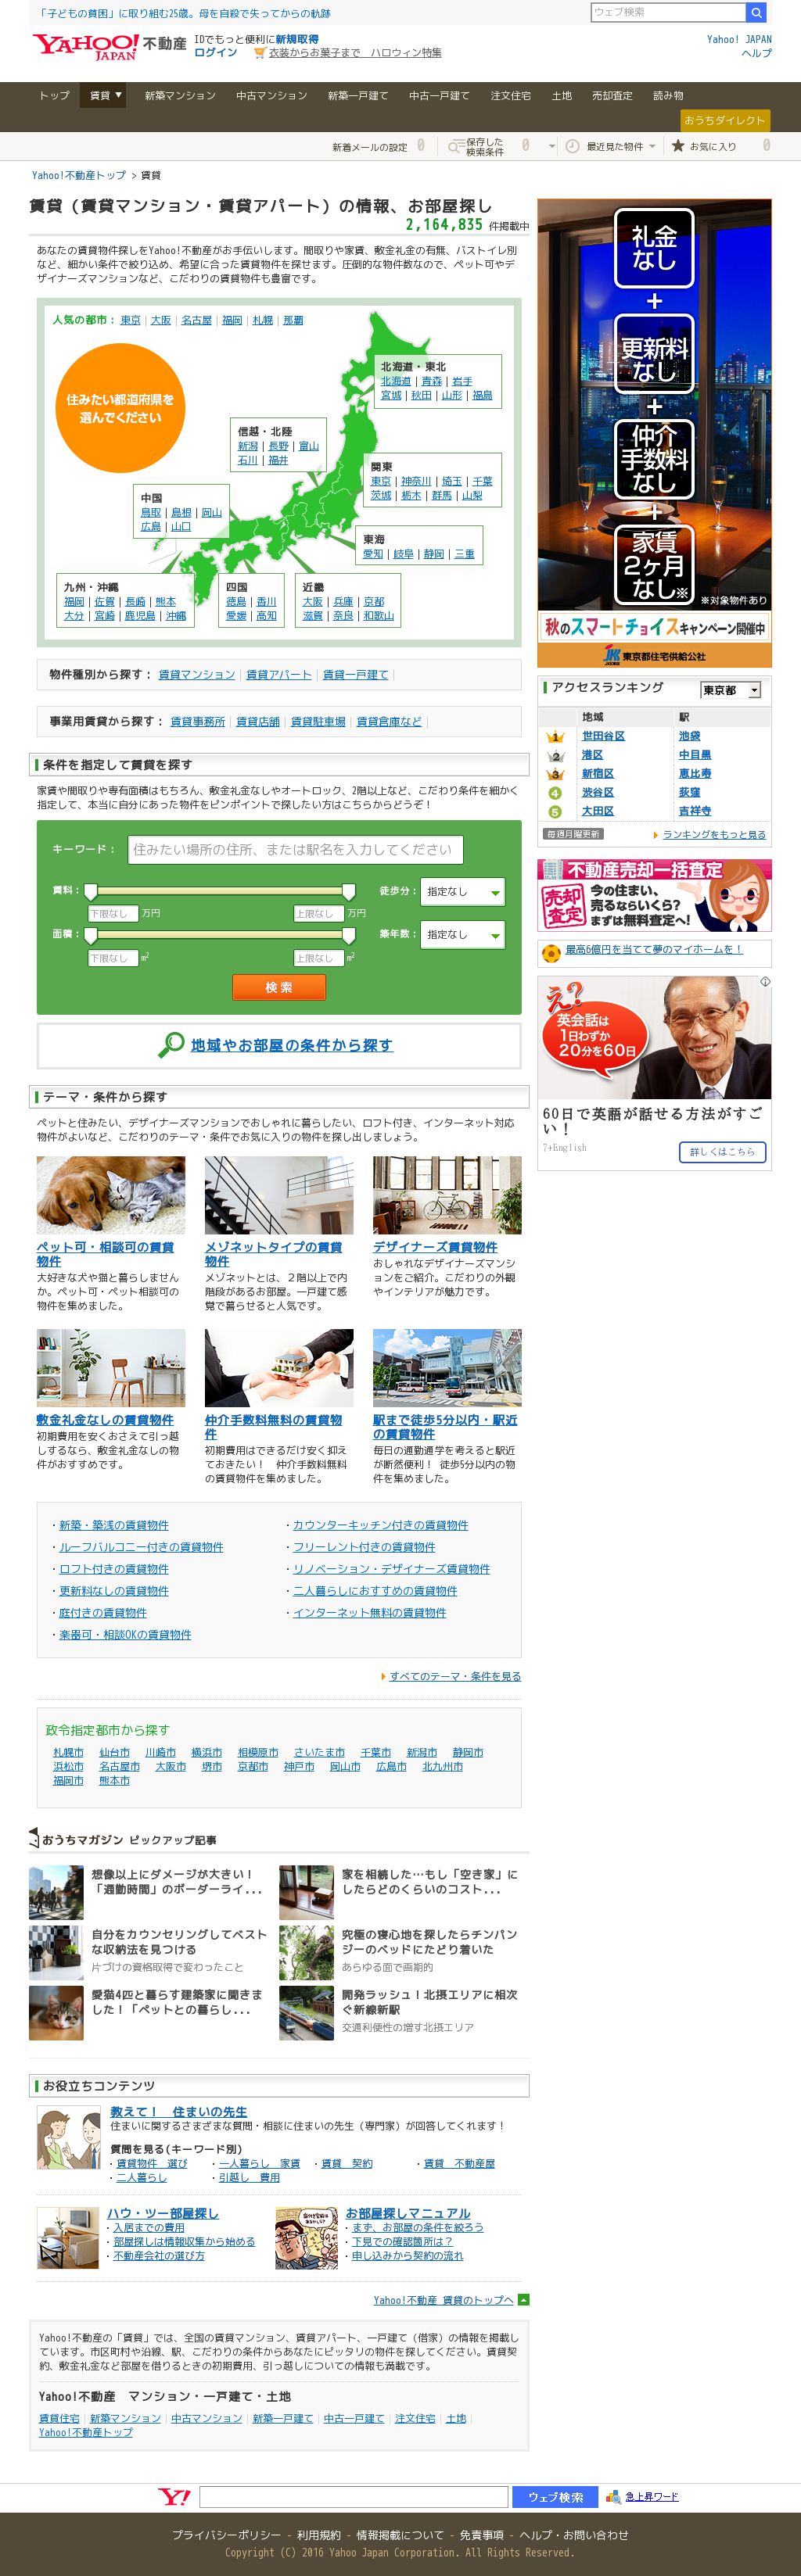 「子どもの貧困」に取り組む25歳。母を自殺で失ってからの軌跡
ウェブ検索
YAHOO! JAPAN 不動産
IDでもっと便利に新規取得
ログイン
衣装からお菓子まで　ハロウィン特集
Yahoo! JAPAN
ヘルプ
トップ 賃貸▼ 新築マンション 中古マンション 新築一戸建て 中古一戸建て 注文住宅 土地 売却査定 読み物
おうちダイレクト
新着メールの設定 0 保存した検索条件 0 最近見た物件 お気に入り 0
Yahoo!不動産トップ > 賃貸
賃貸（賃貸マンション・賃貸アパート）の情報、お部屋探し
2,164,835 件掲載中
あなたの賃貸物件探しをYahoo!不動産がお手伝いします。間取りや家賃、敷金礼金の有無、バストイレ別
など、細かい条件で絞り込め、希望に合った賃貸物件を探せます。圧倒的な物件数なので、ペット可やデ
ザイナーズマンションなど、こだわりの賃貸物件も豊富です。
人気の都市： 東京 | 大阪 | 名古屋 | 福岡 | 札幌 | 那覇
住みたい都道府県を
選んでください
北海道・東北
北海道 | 青森 | 岩手
宮城 | 秋田 | 山形 | 福島
信越・北陸
新潟 | 長野 | 富山
石川 | 福井
関東
東京 | 神奈川 | 埼玉 | 千葉
茨城 | 栃木 | 群馬 | 山梨
中国
鳥取 | 島根 | 岡山
広島 | 山口
東海
愛知 | 岐阜 | 静岡 | 三重
九州・沖縄
福岡 | 佐賀 | 長崎 | 熊本
大分 | 宮崎 | 鹿児島 | 沖縄
四国
徳島 | 香川
愛媛 | 高知
近畿
大阪 | 兵庫 | 京都
滋賀 | 奈良 | 和歌山
物件種別から探す： 賃貸マンション | 賃貸アパート | 賃貸一戸建て |
事業用賃貸から探す： 賃貸事務所 | 賃貸店舗 | 賃貸駐車場 | 賃貸倉庫など |
条件を指定して賃貸を探す
家賃や間取りや専有面積はもちろん、敷金礼金なしやオートロック、2階以上など、こだわり条件を細かく
指定して、本当に自分にあった物件をピンポイントで探したい方はこちらからどうぞ！
キーワード： 住みたい場所の住所、または駅名を入力してください
賃料： 徒歩分： 指定なし
下限なし 万円 上限なし 万円
面積： 築年数： 指定なし
下限なし ㎡ 上限なし ㎡
検索
地域やお部屋の条件から探す
テーマ・条件から探す
ペットと住みたい、デザイナーズマンションでおしゃれに暮らしたい、ロフト付き、インターネット対応
物件がよいなど、こだわりのテーマ・条件でお気に入りの物件を探し出しましょう。
ペット可・相談可の賃貸
物件
大好きな犬や猫と暮らしません
か。ペット可・ペット相談可の
物件を集めました。
メゾネットタイプの賃貸
物件
メゾネットとは、２階以上で内
階段があるお部屋。一戸建て感
覚で暮らせると人気です。
デザイナーズ賃貸物件
おしゃれなデザイナーズマンシ
ョンをご紹介。こだわりの外観
やインテリアが魅力です。
敷金礼金なしの賃貸物件
初期費用を安くおさえて引っ越
しするなら、敷金礼金なしの物
件がおすすめです。
仲介手数料無料の賃貸物
件
初期費用はできるだけ安く抑え
ておきたい！　仲介手数料無料
の賃貸物件を集めました。
駅まで徒歩5分以内・駅近
の賃貸物件
毎日の通勤通学を考えると駅近
が断然便利！ 徒歩5分以内の物
件を集めました。
・新築・築浅の賃貸物件
・カウンターキッチン付きの賃貸物件
・ルーフバルコニー付きの賃貸物件
・フリーレント付きの賃貸物件
・ロフト付きの賃貸物件
・リノベーション・デザイナーズ賃貸物件
・更新料なしの賃貸物件
・二人暮らしにおすすめの賃貸物件
・庭付きの賃貸物件
・インターネット無料の賃貸物件
・楽器可・相談OKの賃貸物件
すべてのテーマ・条件を見る
政令指定都市から探す
札幌市 仙台市 川崎市 横浜市 相模原市 さいたま市 千葉市 新潟市 静岡市
浜松市 名古屋市 大阪市 堺市 京都市 神戸市 岡山市 広島市 北九州市
福岡市 熊本市
おうちマガジン ピックアップ記事
想像以上にダメージが大きい！
「通勤時間」のボーダーライ...
家を相続した…もし「空き家」に
したらどのくらいのコスト...
自分をカウンセリングしてベスト
な収納法を見つける
片づけの資格取得で変わったこと
究極の寝心地を探したらチンパン
ジーのベッドにたどり着いた
あらゆる面で画期的
愛猫4匹と暮らす建築家に聞きま
した！「ペットとの暮らし...
開発ラッシュ！北摂エリアに相次
ぐ新線新駅
交通利便性の増す北摂エリア
お役立ちコンテンツ
教えて！　住まいの先生
住まいに関するさまざまな質問・相談に住まいの先生（専門家）が回答してくれます！
質問を見る(キーワード別)
・賃貸物件　選び ・一人暮らし　家賃 ・賃貸　契約 ・賃貸　不動産屋
・二人暮らし ・引越し　費用
ハウ・ツー部屋探し
・入居までの費用
・部屋探しは情報収集から始める
・不動産会社の選び方
お部屋探しマニュアル
・まず、お部屋の条件を絞ろう
・下見での確認箇所は？
・申し込みから契約の流れ
Yahoo!不動産 賃貸のトップへ
Yahoo!不動産の「賃貸」では、全国の賃貸マンション、賃貸アパート、一戸建て（借家）の情報を掲載し
ています。市区町村や沿線、駅、こだわりの条件からあなたにピッタリの物件を探してください。賃貸契
約、敷金礼金など部屋を借りるときの初期費用、引っ越しについての情報も満載です。
Yahoo!不動産　マンション・一戸建て・土地
賃貸住宅 | 新築マンション | 中古マンション | 新築一戸建て | 中古一戸建て | 注文住宅 | 土地 |
Yahoo!不動産トップ
礼金
なし
+
更新料
なし
+
仲介
手数料
なし
+
家賃
2ヶ月
なし※
※対象物件あり
秋のスマートチョイスキャンペーン開催中
JKK 東京都住宅供給公社
アクセスランキング 東京都
地域 駅
1 世田谷区 池袋
2 港区 中目黒
3 新宿区 恵比寿
4 渋谷区 荻窪
5 大田区 吉祥寺
毎週月曜更新 ランキングをもっと見る
不動産売却一括査定
売却
査定
今の住まい、
売るならいくら？
まずは無料査定へ！
最高6億円を当てて夢のマイホームを！
え？
英会話は
1日わずか
20分を60日
60日で英語が話せる方法がすご
い！
7+English
詳しくはこちら
Y! ウェブ検索 急上昇ワード
プライバシーポリシー - 利用規約 - 情報掲載について - 免責事項 - ヘルプ・お問い合わせ
Copyright (C) 2016 Yahoo Japan Corporation. All Rights Reserved.